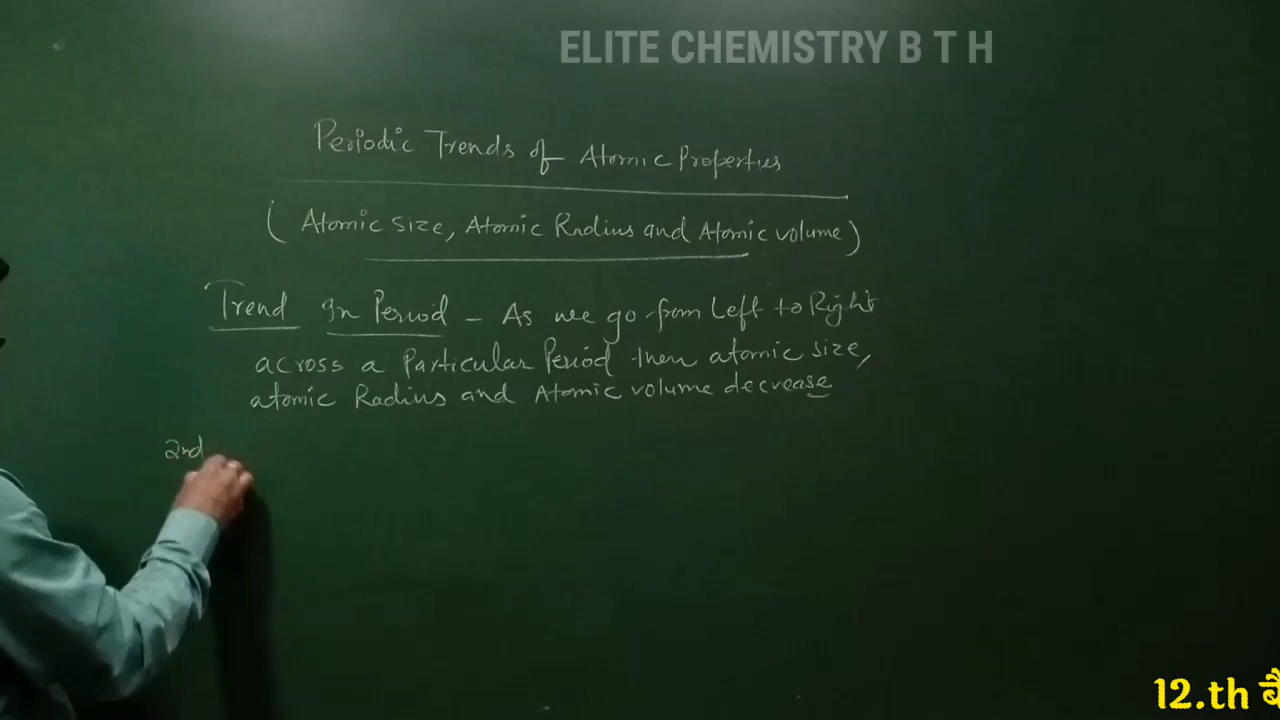 ELITE CHEMISTRY B T H
Periodic Trends of Atomic Properties
(Atomic size, Atomic Radius and Atomic volume)
Trend In Period - As we go from Left to Right
across a Particular Period then atomic size,
atomic Radius and Atomic volume decrease
2nd
12.th बै